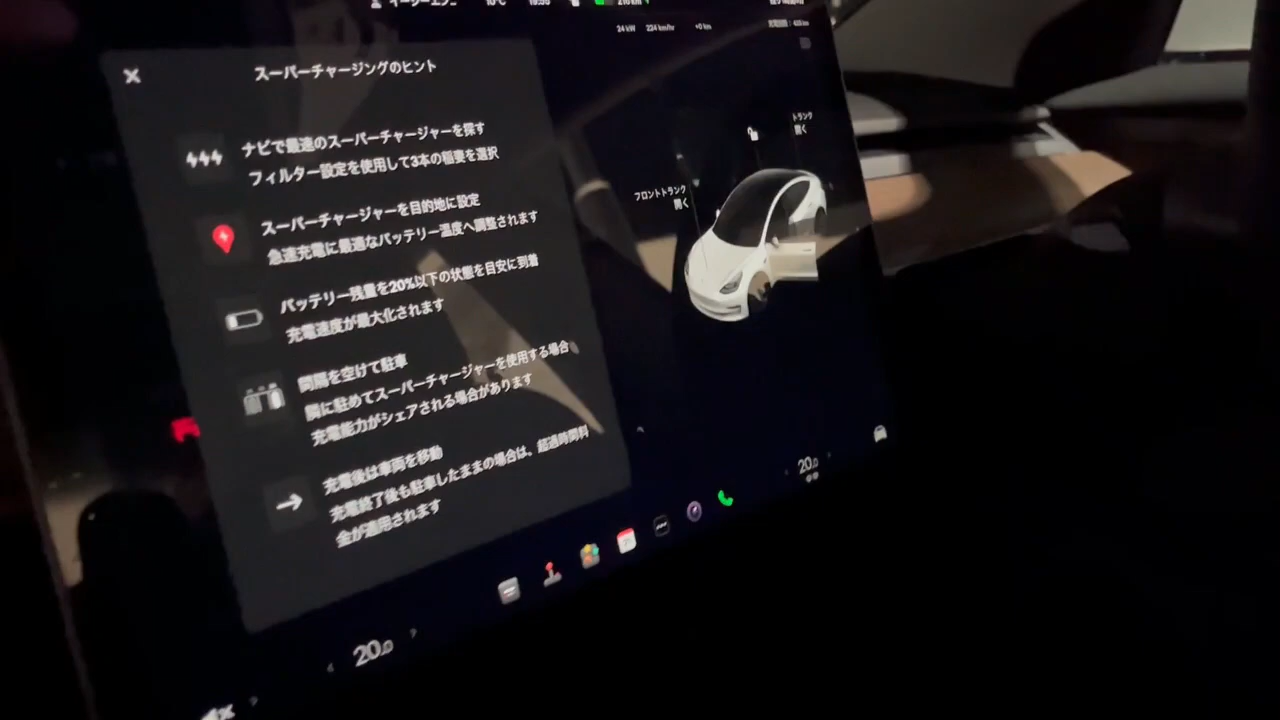 10°C
24 kW 224 km/hr +0 km
スーパーチャージングのヒント
ナビで最速のスーパーチャージャーを探す
フィルター設定を使用して3本の稲妻を選択
スーパーチャージャーを目的地に設定
急速充電に最適なバッテリー温度へ調整されます
バッテリー残量を20%以下の状態を目安に到着
充電速度が最大化されます
間隔を空けて駐車
隣に駐めてスーパーチャージャーを使用する場合
充電能力がシェアされる場合があります
充電後は車両を移動
充電終了後も駐車したままの場合は、超過時間料
金が適用されます
トランク
開く
フロントトランク
開く
20.0
20.0